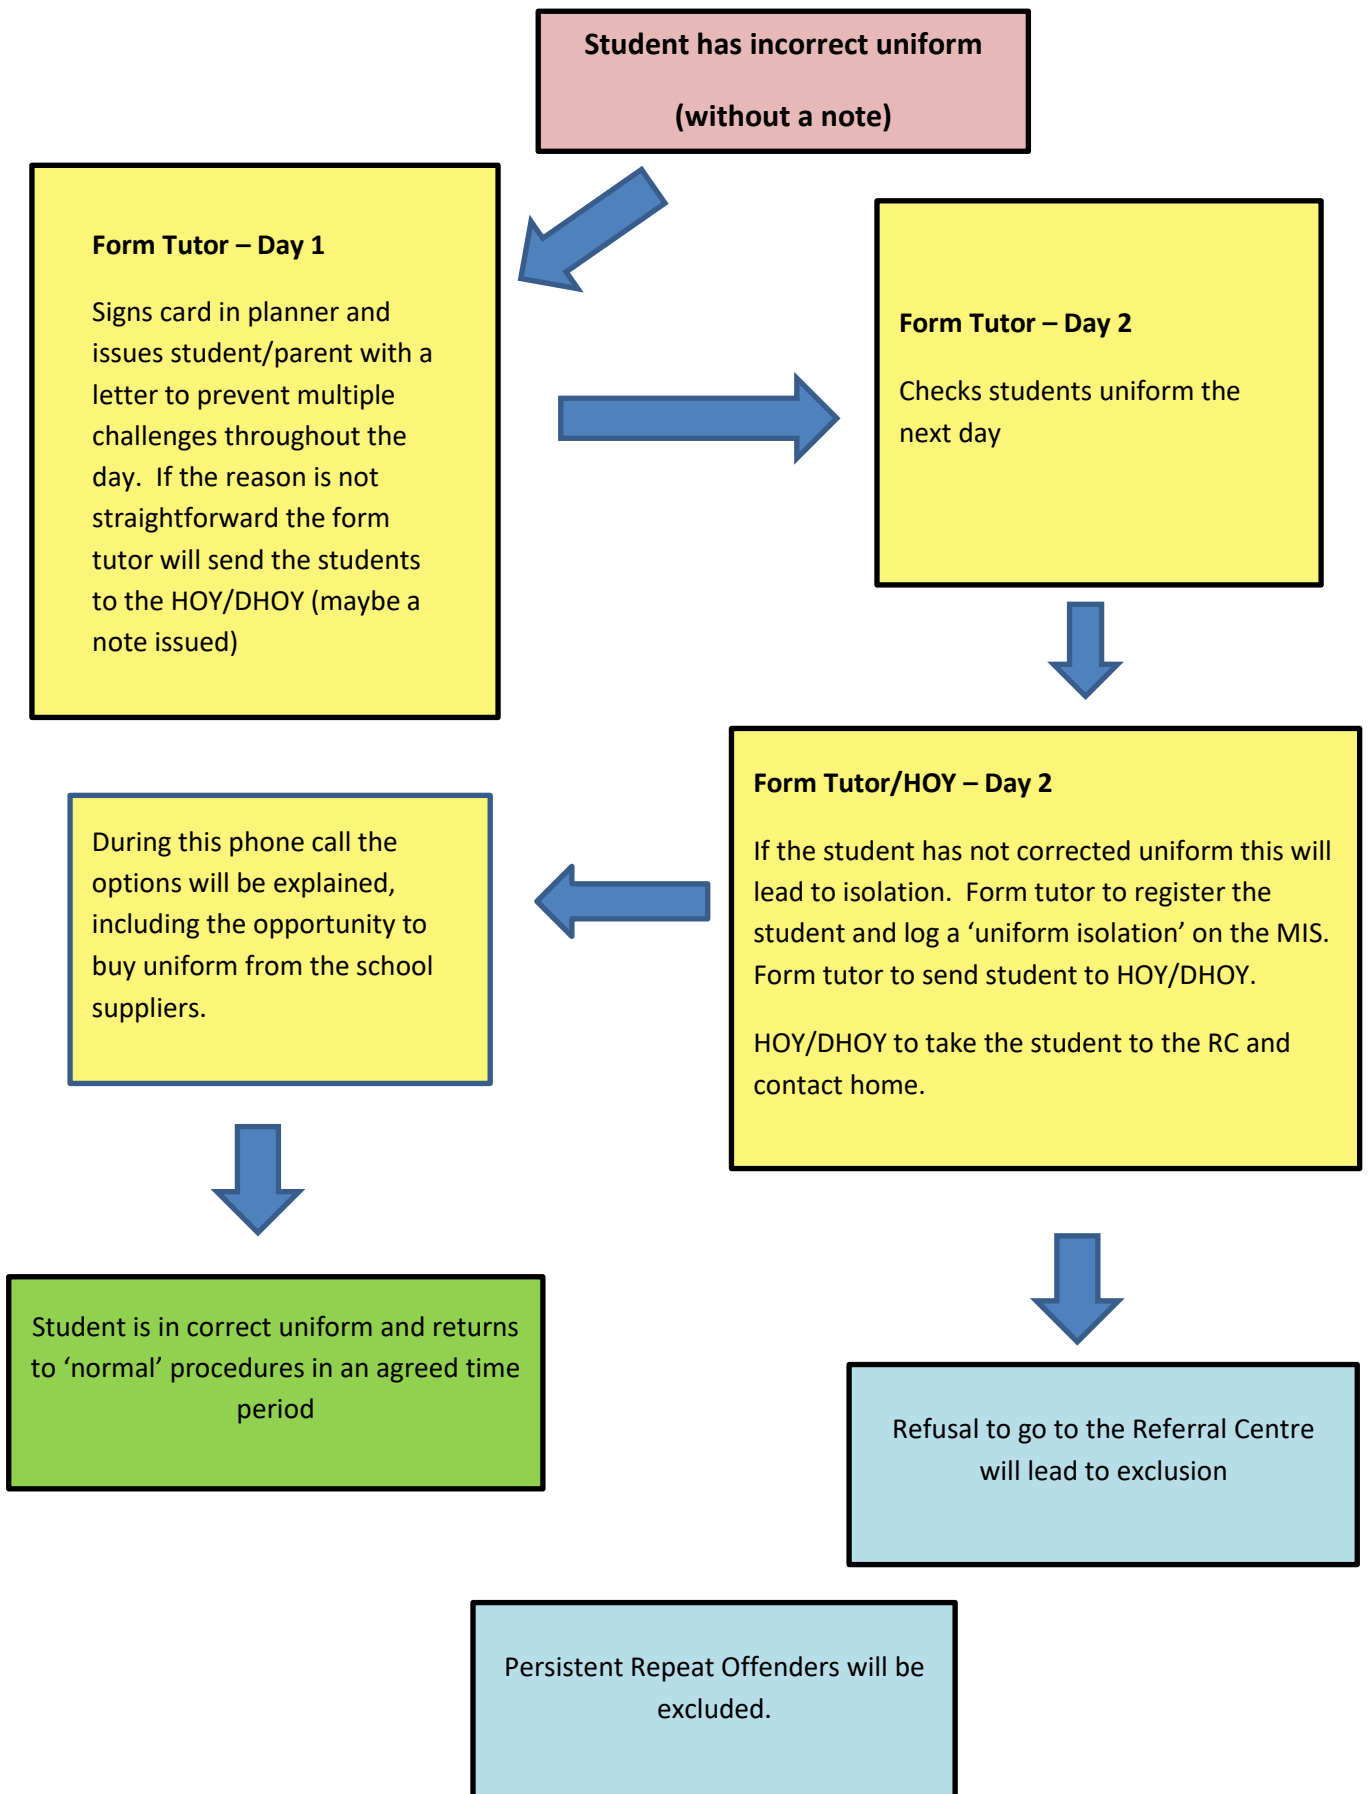 Student has incorrect uniform
(without a note)
Form Tutor – Day 1
Signs card in planner and
issues student/parent with a
letter to prevent multiple
challenges throughout the
day.  If the reason is not
straightforward the form
tutor will send the students
to the HOY/DHOY (maybe a
note issued)
Form Tutor – Day 2
Checks students uniform the
next day
Form Tutor/HOY – Day 2
If the student has not corrected uniform this will
lead to isolation.  Form tutor to register the
student and log a ‘uniform isolation’ on the MIS.
Form tutor to send student to HOY/DHOY.
HOY/DHOY to take the student to the RC and
contact home.
During this phone call the
options will be explained,
including the opportunity to
buy uniform from the school
suppliers.
Student is in correct uniform and returns
to ‘normal’ procedures in an agreed time
period
Refusal to go to the Referral Centre
will lead to exclusion
Persistent Repeat Offenders will be
excluded.